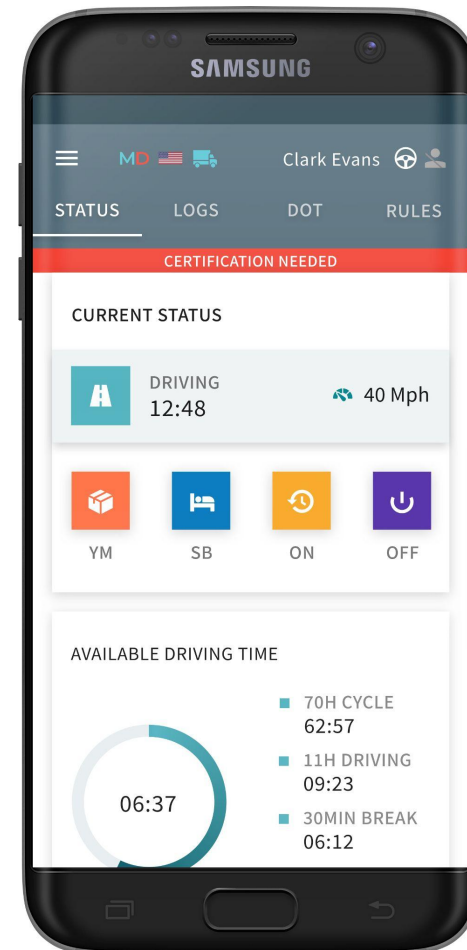 SAMSUNG
MD Clark Evans
STATUS LOGS DOT RULES
CERTIFICATION NEEDED
CURRENT STATUS
DRIVING
12:48
40 Mph
YM SB ON OFF
AVAILABLE DRIVING TIME
06:37
70H CYCLE
62:57
11H DRIVING
09:23
30MIN BREAK
06:12